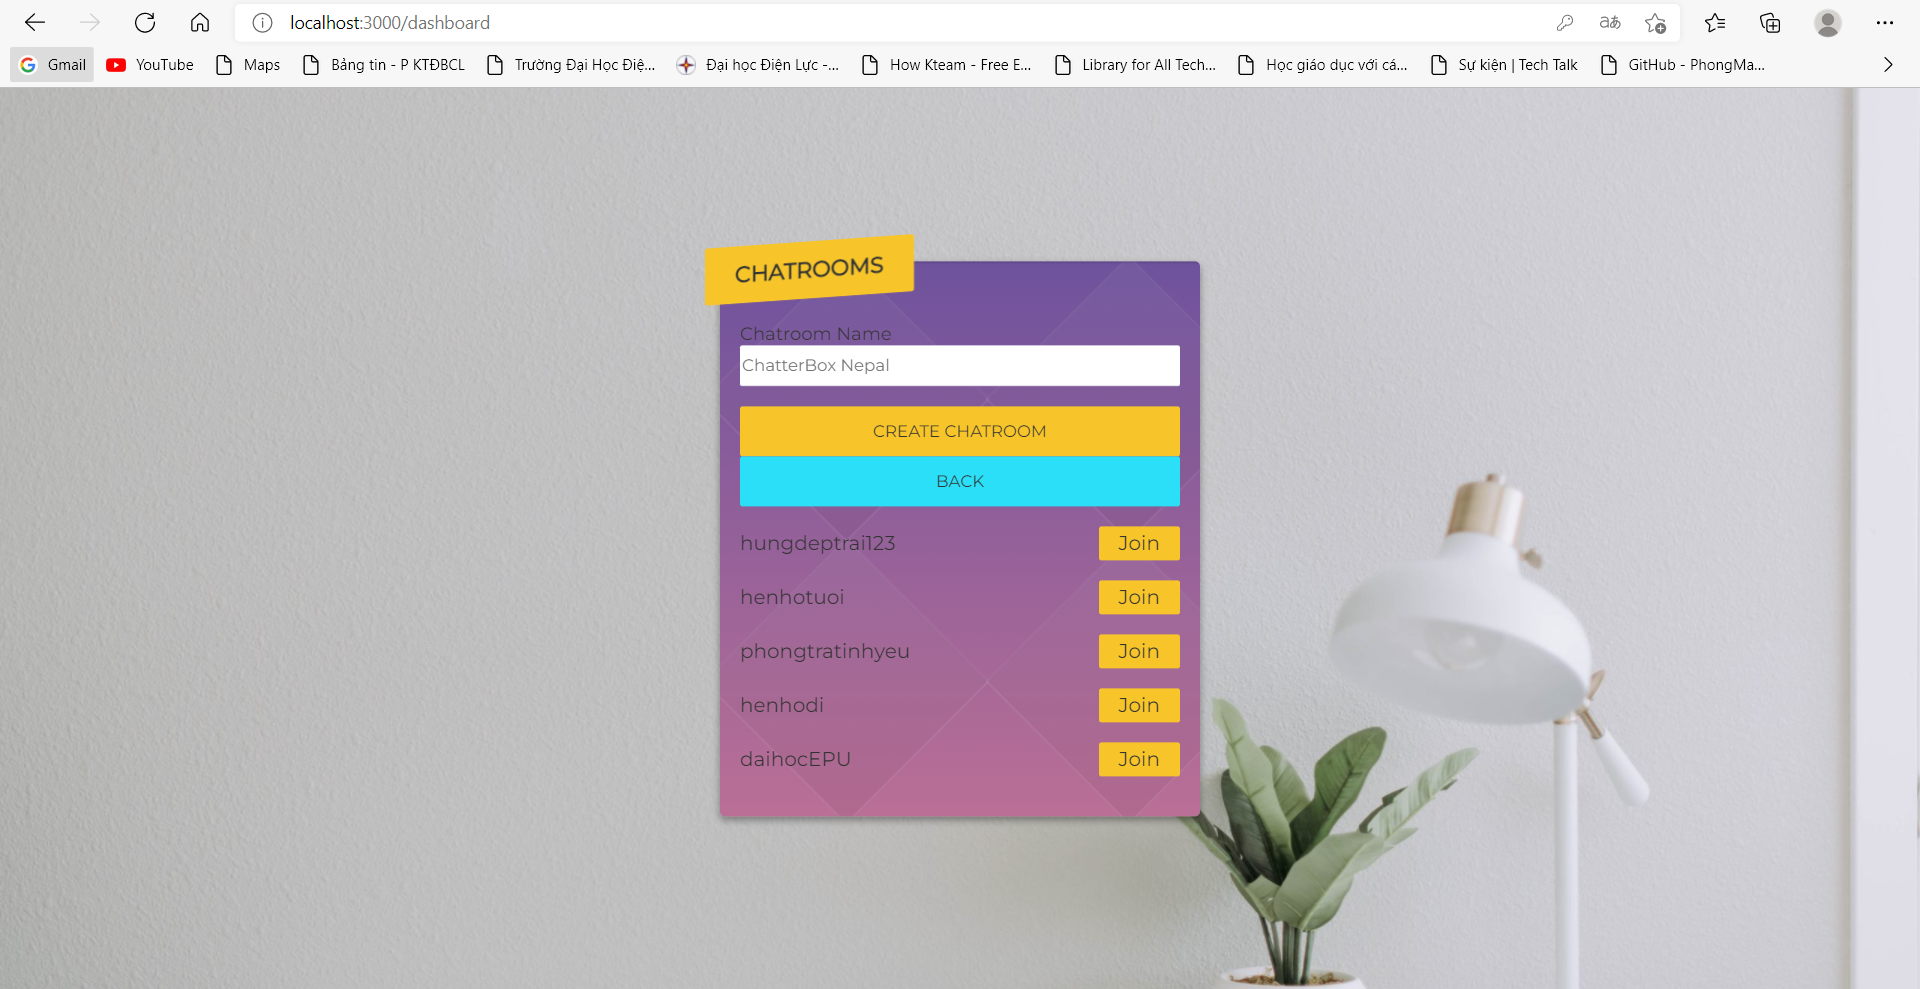 localhost:3000/dashboard
Gmail YouTube Maps Bảng tin - P KTĐBCL Trường Đại Học Điệ... Đại học Điện Lực -... How Kteam - Free E... Library for All Tech... Học giáo dục với cá... Sự kiện | Tech Talk GitHub - PhongMa...
CHATROOMS
Chatroom Name
ChatterBox Nepal
CREATE CHATROOM
BACK
hungdeptrai123 Join
henhotuoi Join
phongtratinhyeu Join
henhodi Join
daihocEPU Join